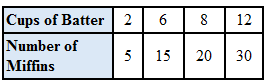 Cups of Batter 2 6 8 12
Number of 5 15 20 30
Miffins